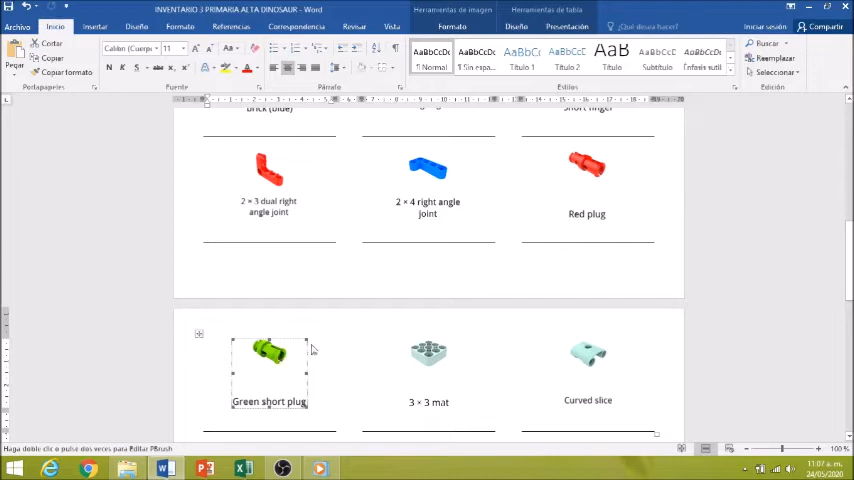 INVENTARIO 3 PRIMARIA ALTA DINOSAUR - Word
Herramientas de imagen
Herramientas de tabla
Archivo
Inicio
Insertar
Diseño
Formato
Referencias
Correspondencia
Revisar
Vista
Formato
Diseño
Presentación
¿Qué desea hacer?
Iniciar sesión
Compartir
Pegar
Cortar
Copiar
Copiar formato
Portapapeles
Calibri (Cuerpo
11
Fuente
Párrafo
AaBbCcDc
¶ Normal
AaBbCcDc
¶ Sin espa...
AaBbCc
Título 1
AaBbCcC
Título 2
AaB
Título
AaBbCcC
Subtítulo
AaBbCcDc
Énfasis sutil
Estilos
Buscar
Reemplazar
Seleccionar
Edición
brick (blue)
short finger
2 × 3 dual right
angle joint
2 × 4 right angle
joint
Red plug
Green short plug
3 × 3 mat
Curved slice
Haga doble clic o pulse dos veces para Editar PBrush
100 %
11:07 a. m.
24/05/2020